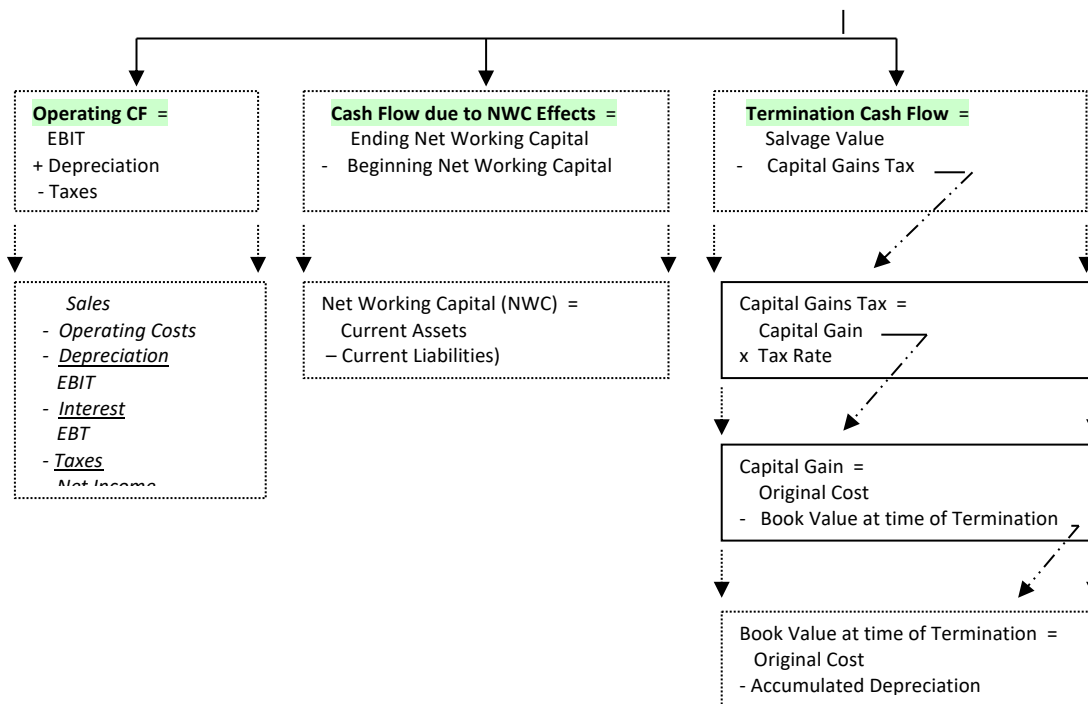 Operating CF =
EBIT
+ Depreciation
- Taxes
Cash Flow due to NWC Effects =
Ending Net Working Capital
- Beginning Net Working Capital
Termination Cash Flow =
Salvage Value
- Capital Gains Tax
Sales
- Operating Costs
- Depreciation
EBIT
- Interest
EBT
- Taxes
Net Income
Net Working Capital (NWC) =
Current Assets
– Current Liabilities)
Capital Gains Tax =
Capital Gain
x Tax Rate
Capital Gain =
Original Cost
- Book Value at time of Termination
Book Value at time of Termination =
Original Cost
- Accumulated Depreciation